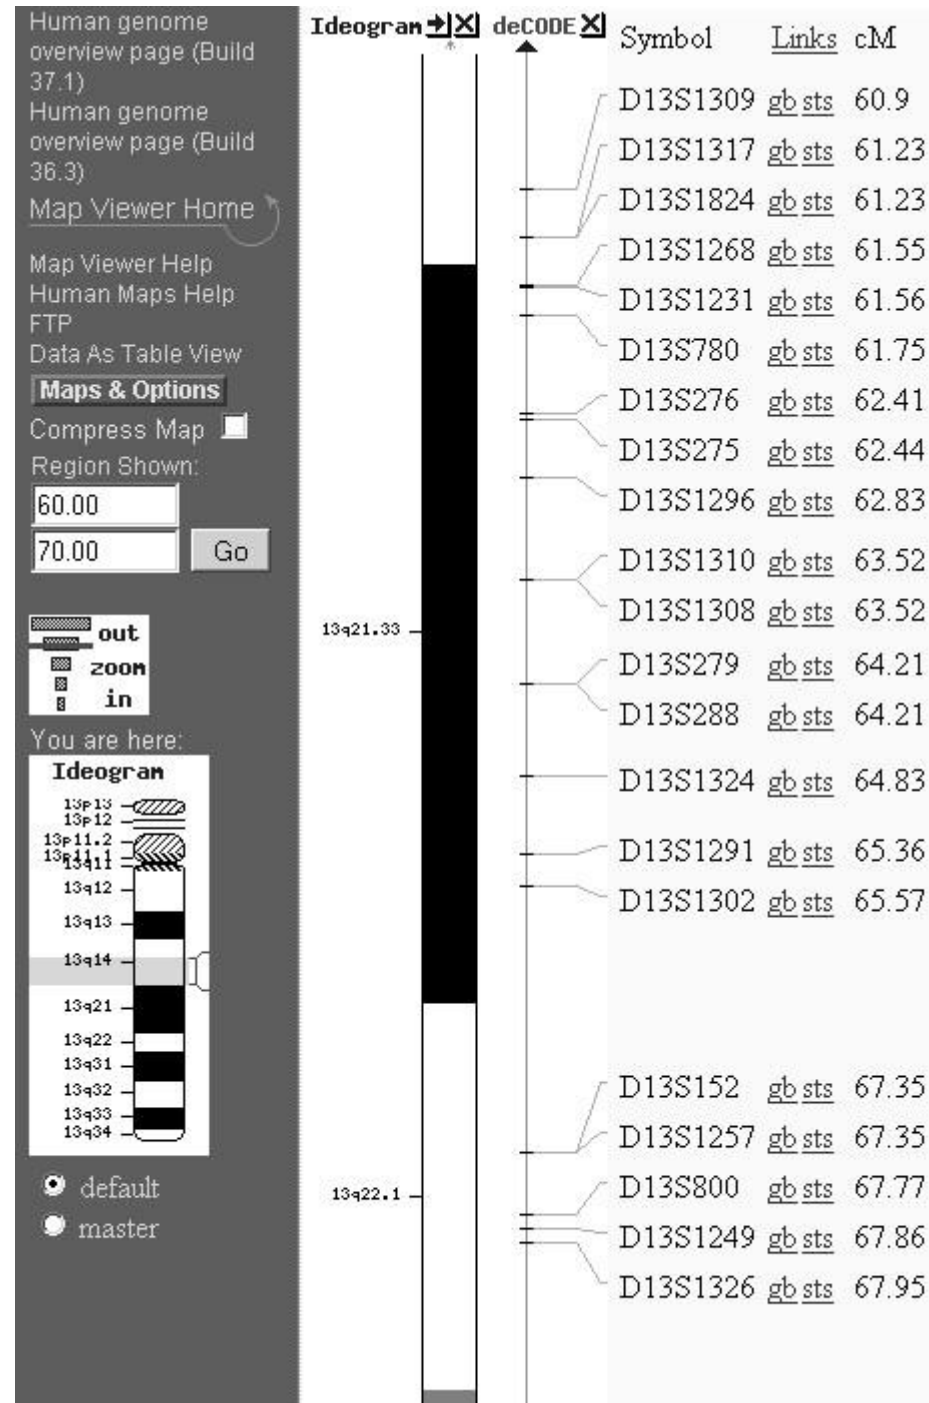 Human genome
overview page (Build
37.1)
Human genome
overview page (Build
36.3)
Map Viewer Home
Map Viewer Help
Human Maps Help
FTP
Data As Table View
Maps & Options
Compress Map
Region Shown:
60.00
70.00 Go
out
zoom
in
You are here:
Ideogram
13p13
13p12
13p11.2
13p11.1
13q11
13q12
13q13
13q14
13q21
13q22
13q31
13q32
13q33
13q34
default
master
Ideogram X deCODE X
13q21.33
13q22.1
Symbol Links cM
D13S1309 gb sts 60.9
D13S1317 gb sts 61.23
D13S1824 gb sts 61.23
D13S1268 gb sts 61.55
D13S1231 gb sts 61.56
D13S780 gb sts 61.75
D13S276 gb sts 62.41
D13S275 gb sts 62.44
D13S1296 gb sts 62.83
D13S1310 gb sts 63.52
D13S1308 gb sts 63.52
D13S279 gb sts 64.21
D13S288 gb sts 64.21
D13S1324 gb sts 64.83
D13S1291 gb sts 65.36
D13S1302 gb sts 65.57
D13S152 gb sts 67.35
D13S1257 gb sts 67.35
D13S800 gb sts 67.77
D13S1249 gb sts 67.86
D13S1326 gb sts 67.95